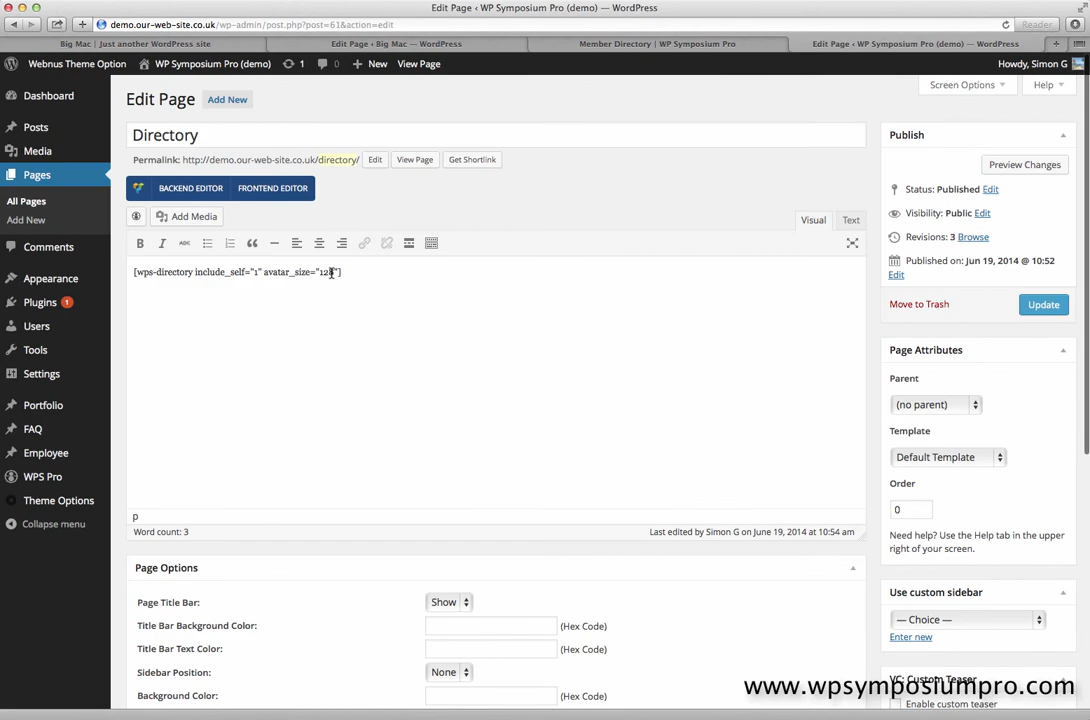 Edit Page ‹ WP Symposium Pro (demo) — WordPress
demo.our-web-site.co.uk/wp-admin/post.php?post=61&action=edit
Reader
Big Mac | Just another WordPress site
Edit Page ‹ Big Mac — WordPress
Member Directory | WP Symposium Pro
Edit Page ‹ WP Symposium Pro (demo) — WordPress
Webnus Theme Option
WP Symposium Pro (demo)
1
0
New
View Page
Howdy, Simon G
Screen Options
Help
Dashboard
Posts
Media
Pages
All Pages
Add New
Comments
Appearance
Plugins 1
Users
Tools
Settings
Portfolio
FAQ
Employee
WPS Pro
Theme Options
Collapse menu
Edit Page Add New
Directory
Permalink: http://demo.our-web-site.co.uk/directory/ Edit View Page Get Shortlink
BACKEND EDITOR FRONTEND EDITOR
Add Media
Visual Text
B I ABC
[wps-directory include_self="1" avatar_size="128"]
p
Word count: 3
Last edited by Simon G on June 19, 2014 at 10:54 am
Page Options
Page Title Bar: Show
Title Bar Background Color: (Hex Code)
Title Bar Text Color: (Hex Code)
Sidebar Position: None
Background Color: (Hex Code)
Publish
Preview Changes
Status: Published Edit
Visibility: Public Edit
Revisions: 3 Browse
Published on: Jun 19, 2014 @ 10:52
Edit
Move to Trash
Update
Page Attributes
Parent
(no parent)
Template
Default Template
Order
0
Need help? Use the Help tab in the upper
right of your screen.
Use custom sidebar
— Choice —
Enter new
VC: Custom Teaser
Enable custom teaser
www.wpsymposiumpro.com